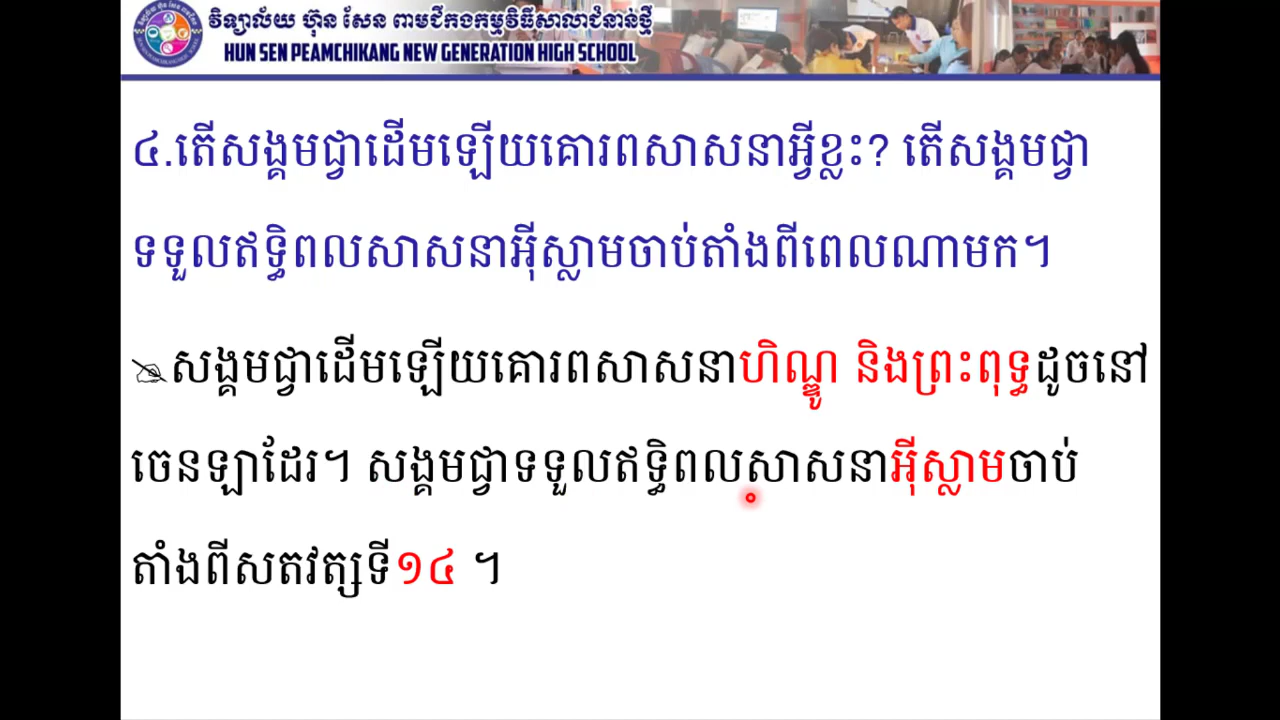 វិទ្យាល័យ ហ៊ុន សែន ពាមជីកងកម្មវិធីសាលាជំនាន់ថ្មី
HUN SEN PEAMCHIKANG NEW GENERATION HIGH SCHOOL
៤.តើសង្គមជ្វាដើមឡើយគោរពសាសនាអ្វីខ្លះ? តើសង្គមជ្វា
ទទួលឥទ្ធិពលសាសនាអ៊ីស្លាមចាប់តាំងពីពេលណាមក។
សង្គមជ្វាដើមឡើយគោរពសាសនាហិណ្ឌូ និងព្រះពុទ្ធដូចនៅ
ចេនឡាដែរ។ សង្គមជ្វាទទួលឥទ្ធិពលសាសនាអ៊ីស្លាមចាប់
តាំងពីសតវត្សទី១៤ ។